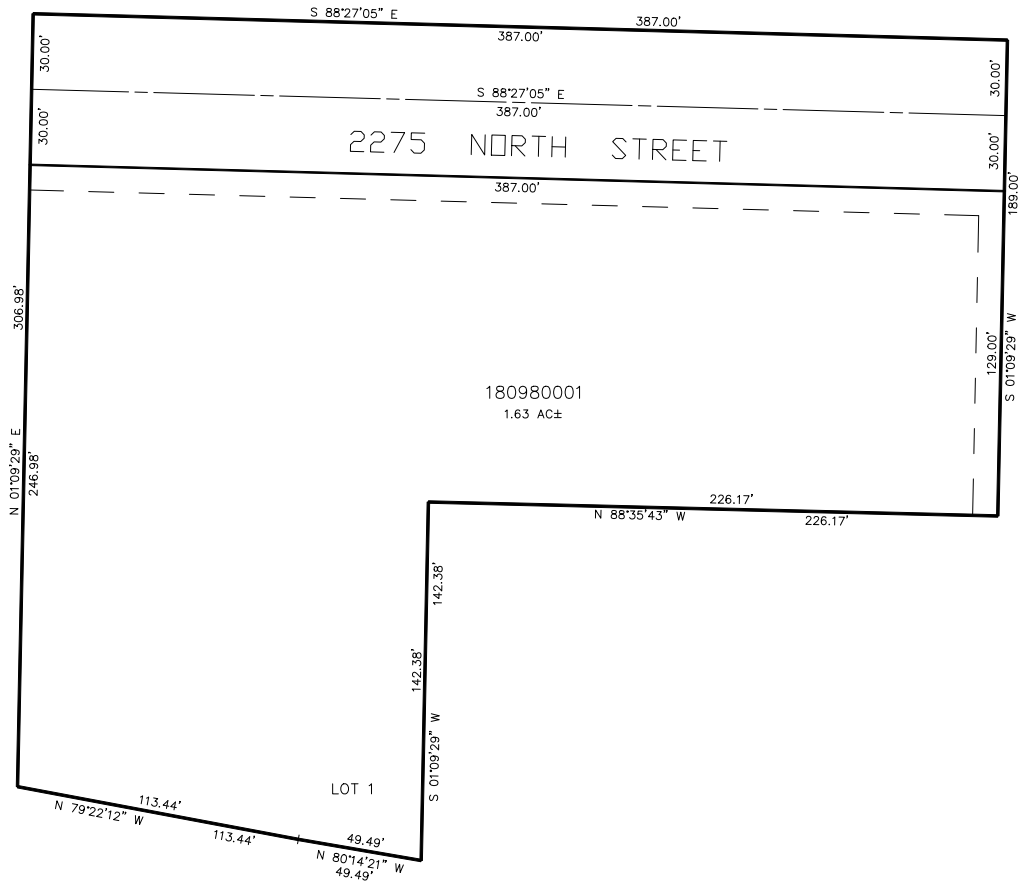 S 88°27'05" E
387.00'
387.00'
30.00'
30.00'
S 88°27'05" E
387.00'
30.00'
30.00'
2275 NORTH STREET
387.00'
189.00'
306.98'
S 01°09'29" W
129.00'
180980001
1.63 AC±
N 01°09'29" E
246.98'
226.17'
N 88°35'43" W
226.17'
142.38'
142.38'
S 01°09'29" W
LOT 1
113.44'
N 79°22'12" W
113.44'
49.49'
N 80°14'21" W
49.49'